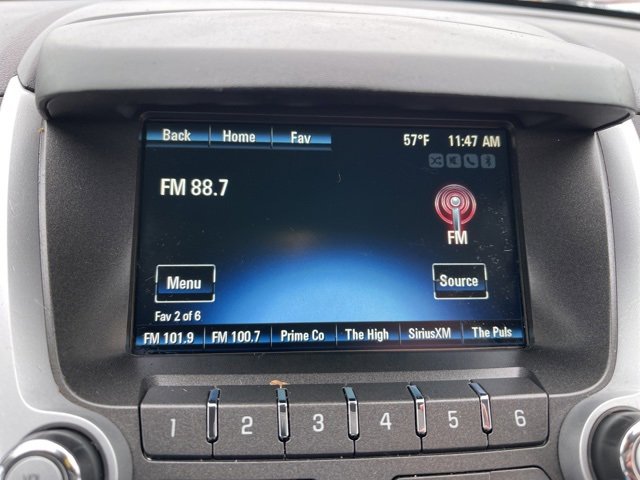 Back Home Fav 57°F 11:47 AM
FM 88.7
FM
Menu Source
Fav 2 of 6
FM 101.9 FM 100.7 Prime Co The High SiriusXM The Puls
1 2 3 4 5 6